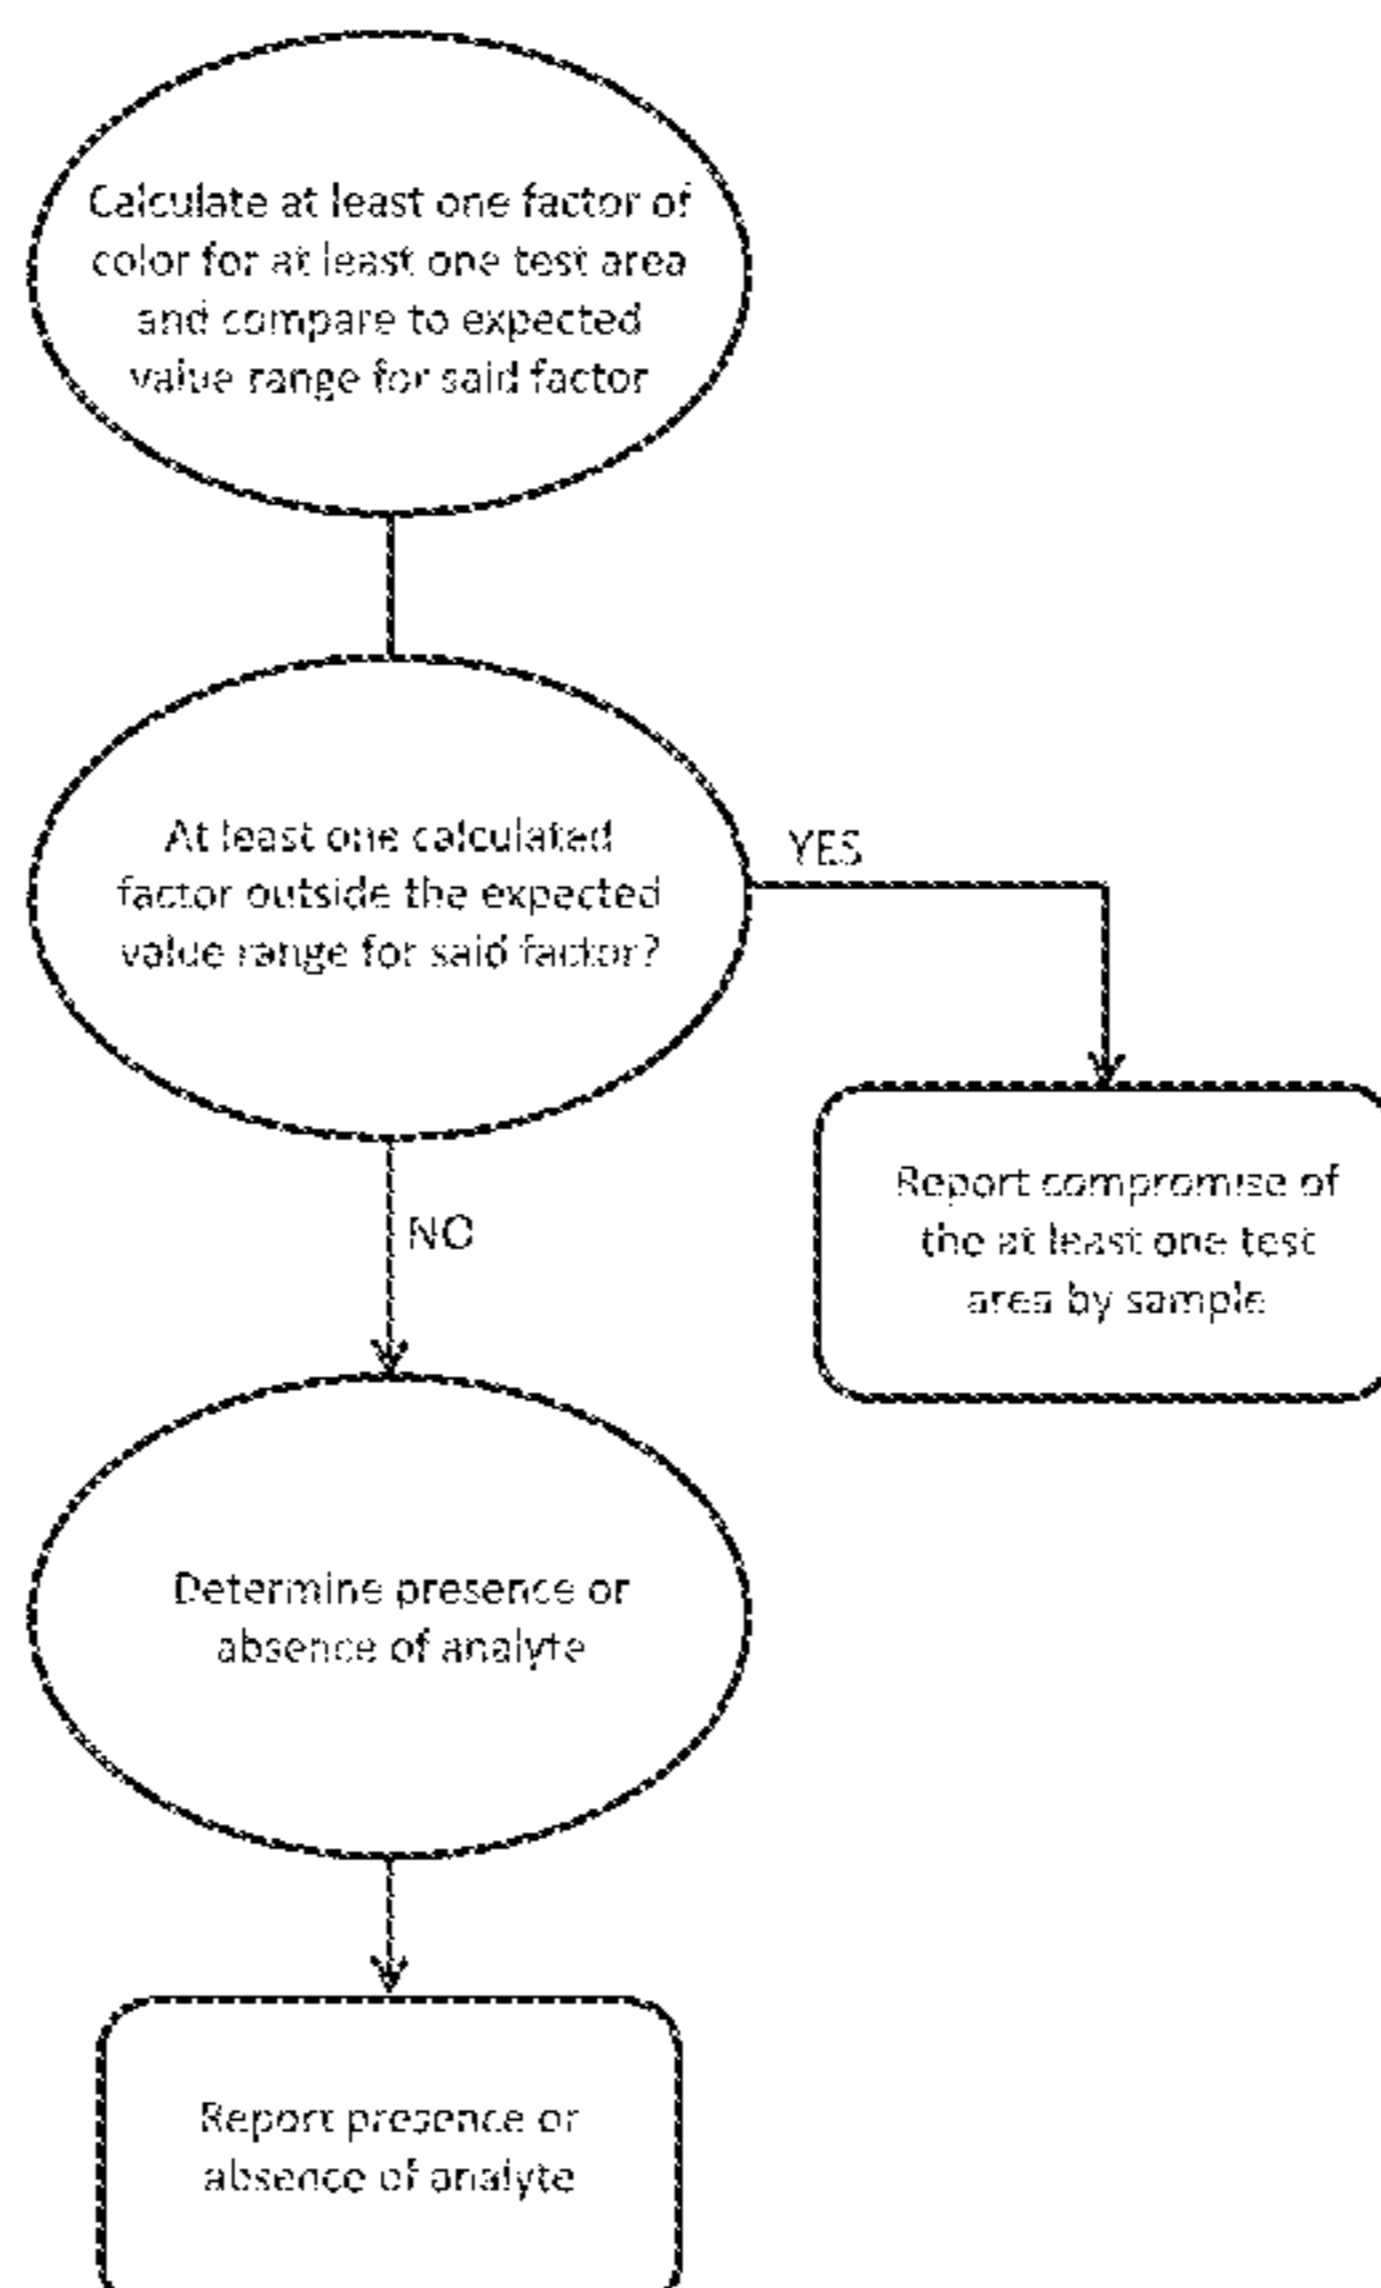 Calculate at least one factor of
color for at least one test area
and compare to expected
value range for said factor
At least one calculated
factor outside the expected
value range for said factor?
YES
NO
Report compromise of
the at least one test
area by sample
Determine presence or
absence of analyte
Report presence or
absence of analyte